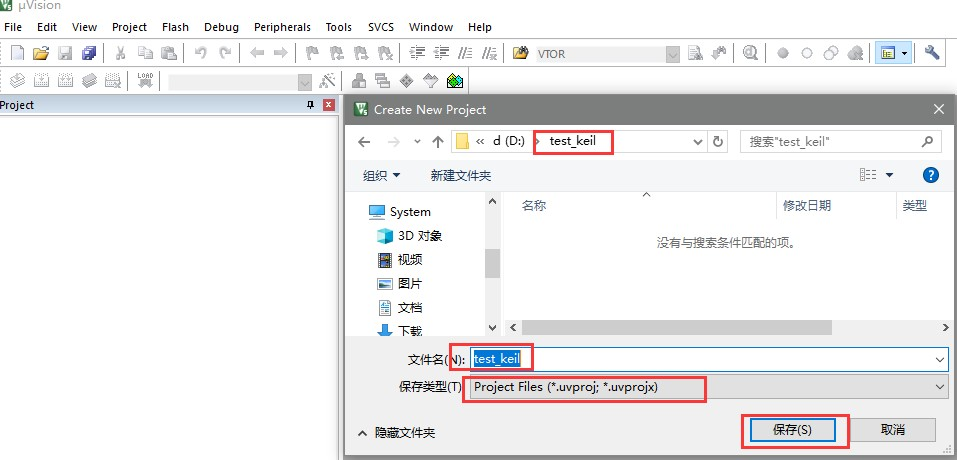 µVision
File Edit View Project Flash Debug Peripherals Tools SVCS Window Help
VTOR
LOAD
Project
Create New Project
« d (D:) › test_keil
搜索"test_keil"
组织 新建文件夹
名称 修改日期 类型
System
3D 对象
视频
图片
文档
下载
没有与搜索条件匹配的项。
文件名(N): test_keil
保存类型(T) Project Files (*.uvproj; *.uvprojx)
隐藏文件夹
保存(S) 取消